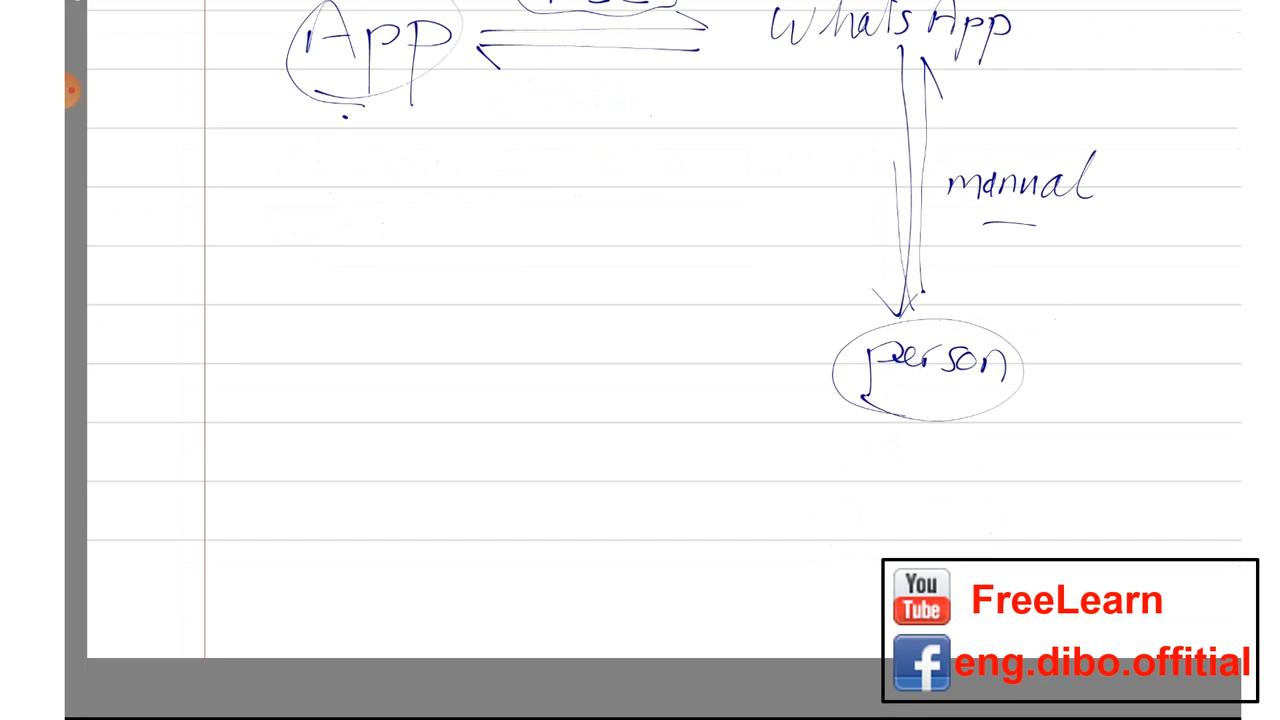 App
WhatsApp
manual
person
You
Tube
FreeLearn
f
eng.dibo.offitial